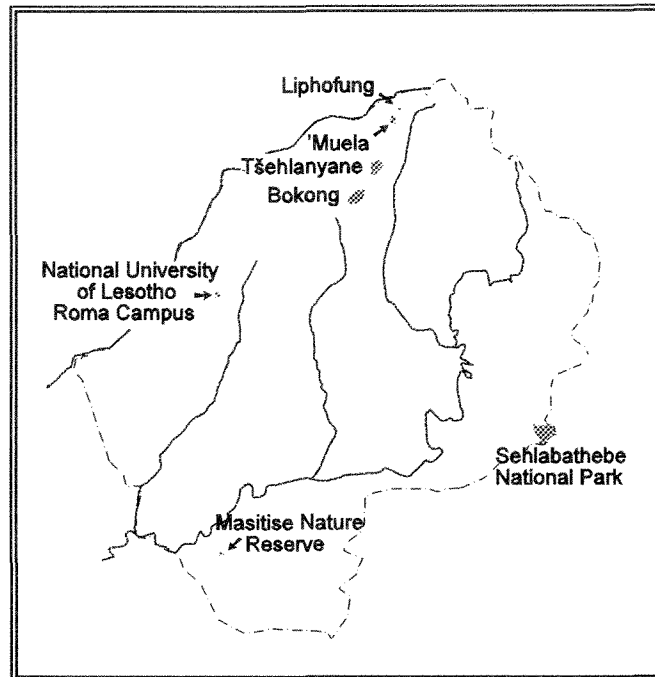 Liphofung
'Muela
Tšehlanyane
Bokong
National University
of Lesotho
Roma Campus
Sehlabathebe
National Park
Masitise Nature
Reserve